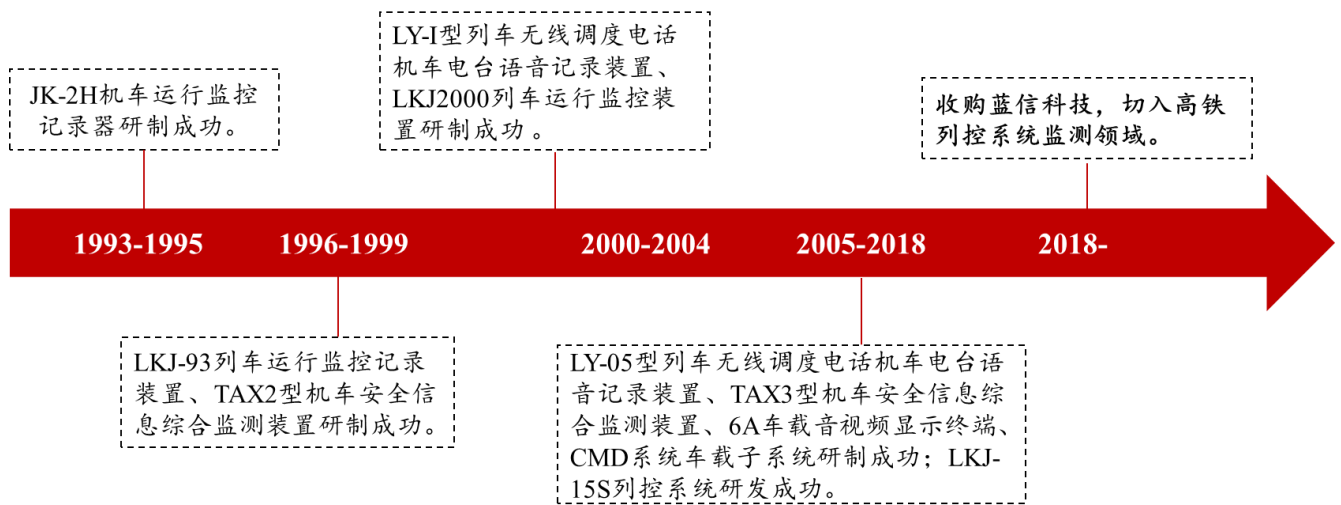 LY-I型列车无线调度电话
机车电台语音记录装置、
LKJ2000列车运行监控装
置研制成功。
JK-2H机车运行监控
记录器研制成功。
收购蓝信科技，切入高铁
列控系统监测领域。
1993-1995
1996-1999
2000-2004
2005-2018
2018-
LKJ-93列车运行监控记录
装置、TAX2型机车安全信
息综合监测装置研制成功。
LY-05型列车无线调度电话机车电台语
音记录装置、TAX3型机车安全信息综
合监测装置、6A车载音视频显示终端、
CMD系统车载子系统研制成功；LKJ-
15S列控系统研发成功。